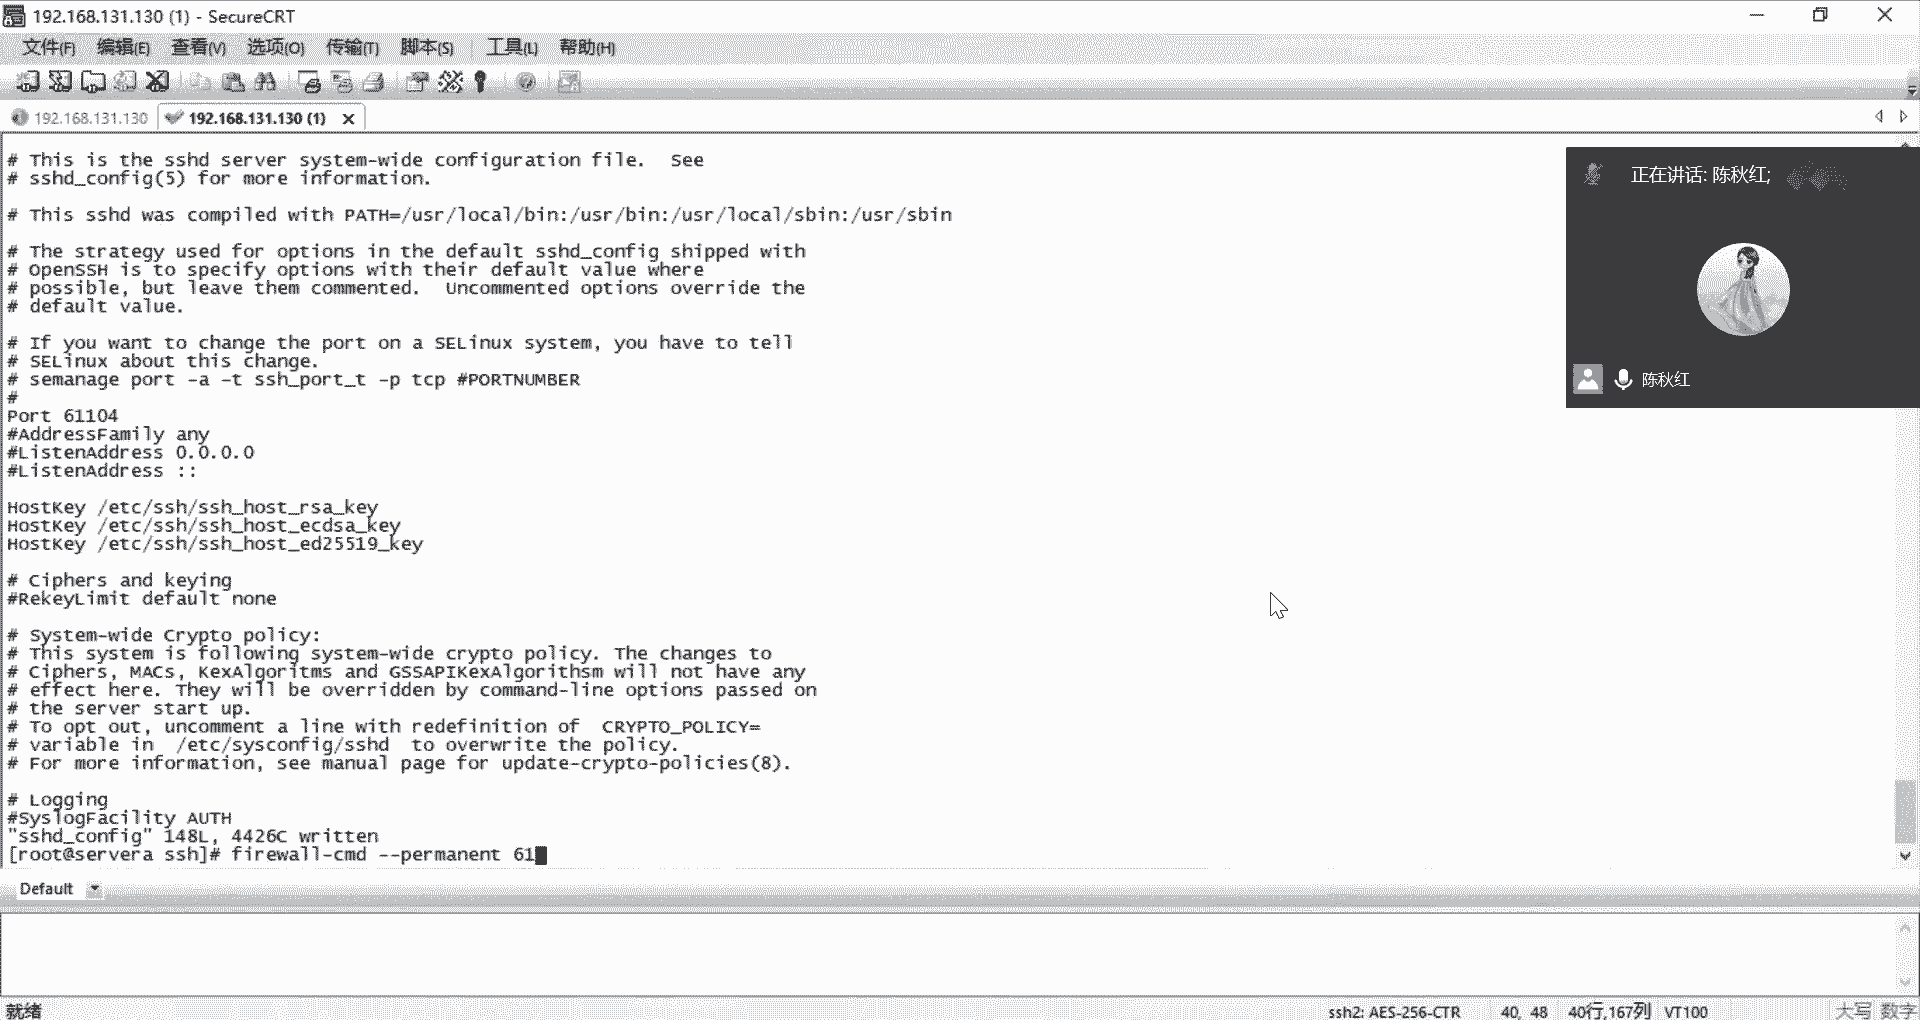 192.168.131.130 (1) - SecureCRT
文件(F) 编辑(E) 查看(V) 选项(O) 传输(T) 脚本(S) 工具(L) 帮助(H)
192.168.131.130 192.168.131.130 (1)
# This is the sshd server system-wide configuration file.  See
# sshd_config(5) for more information.
# This sshd was compiled with PATH=/usr/local/bin:/usr/bin:/usr/local/sbin:/usr/sbin
# The strategy used for options in the default sshd_config shipped with
# OpenSSH is to specify options with their default value where
# possible, but leave them commented.  Uncommented options override the
# default value.
# If you want to change the port on a SELinux system, you have to tell
# SELinux about this change.
# semanage port -a -t ssh_port_t -p tcp #PORTNUMBER
#
Port 61104
#AddressFamily any
#ListenAddress 0.0.0.0
#ListenAddress ::
HostKey /etc/ssh/ssh_host_rsa_key
HostKey /etc/ssh/ssh_host_ecdsa_key
HostKey /etc/ssh/ssh_host_ed25519_key
# Ciphers and keying
#RekeyLimit default none
# System-wide Crypto policy:
# This system is following system-wide crypto policy. The changes to
# Ciphers, MACs, KexAlgoritms and GSSAPIKexAlgorithsm will not have any
# effect here. They will be overridden by command-line options passed on
# the server start up.
# To opt out, uncomment a line with redefinition of  CRYPTO_POLICY=
# variable in  /etc/sysconfig/sshd  to overwrite the policy.
# For more information, see manual page for update-crypto-policies(8).
# Logging
#SyslogFacility AUTH
"sshd_config" 148L, 4426C written
[root@servera ssh]# firewall-cmd --permanent 61
正在讲话: 陈秋红;
陈秋红
Default
就绪 ssh2: AES-256-CTR 40, 48 40行,167列 VT100 大写 数字